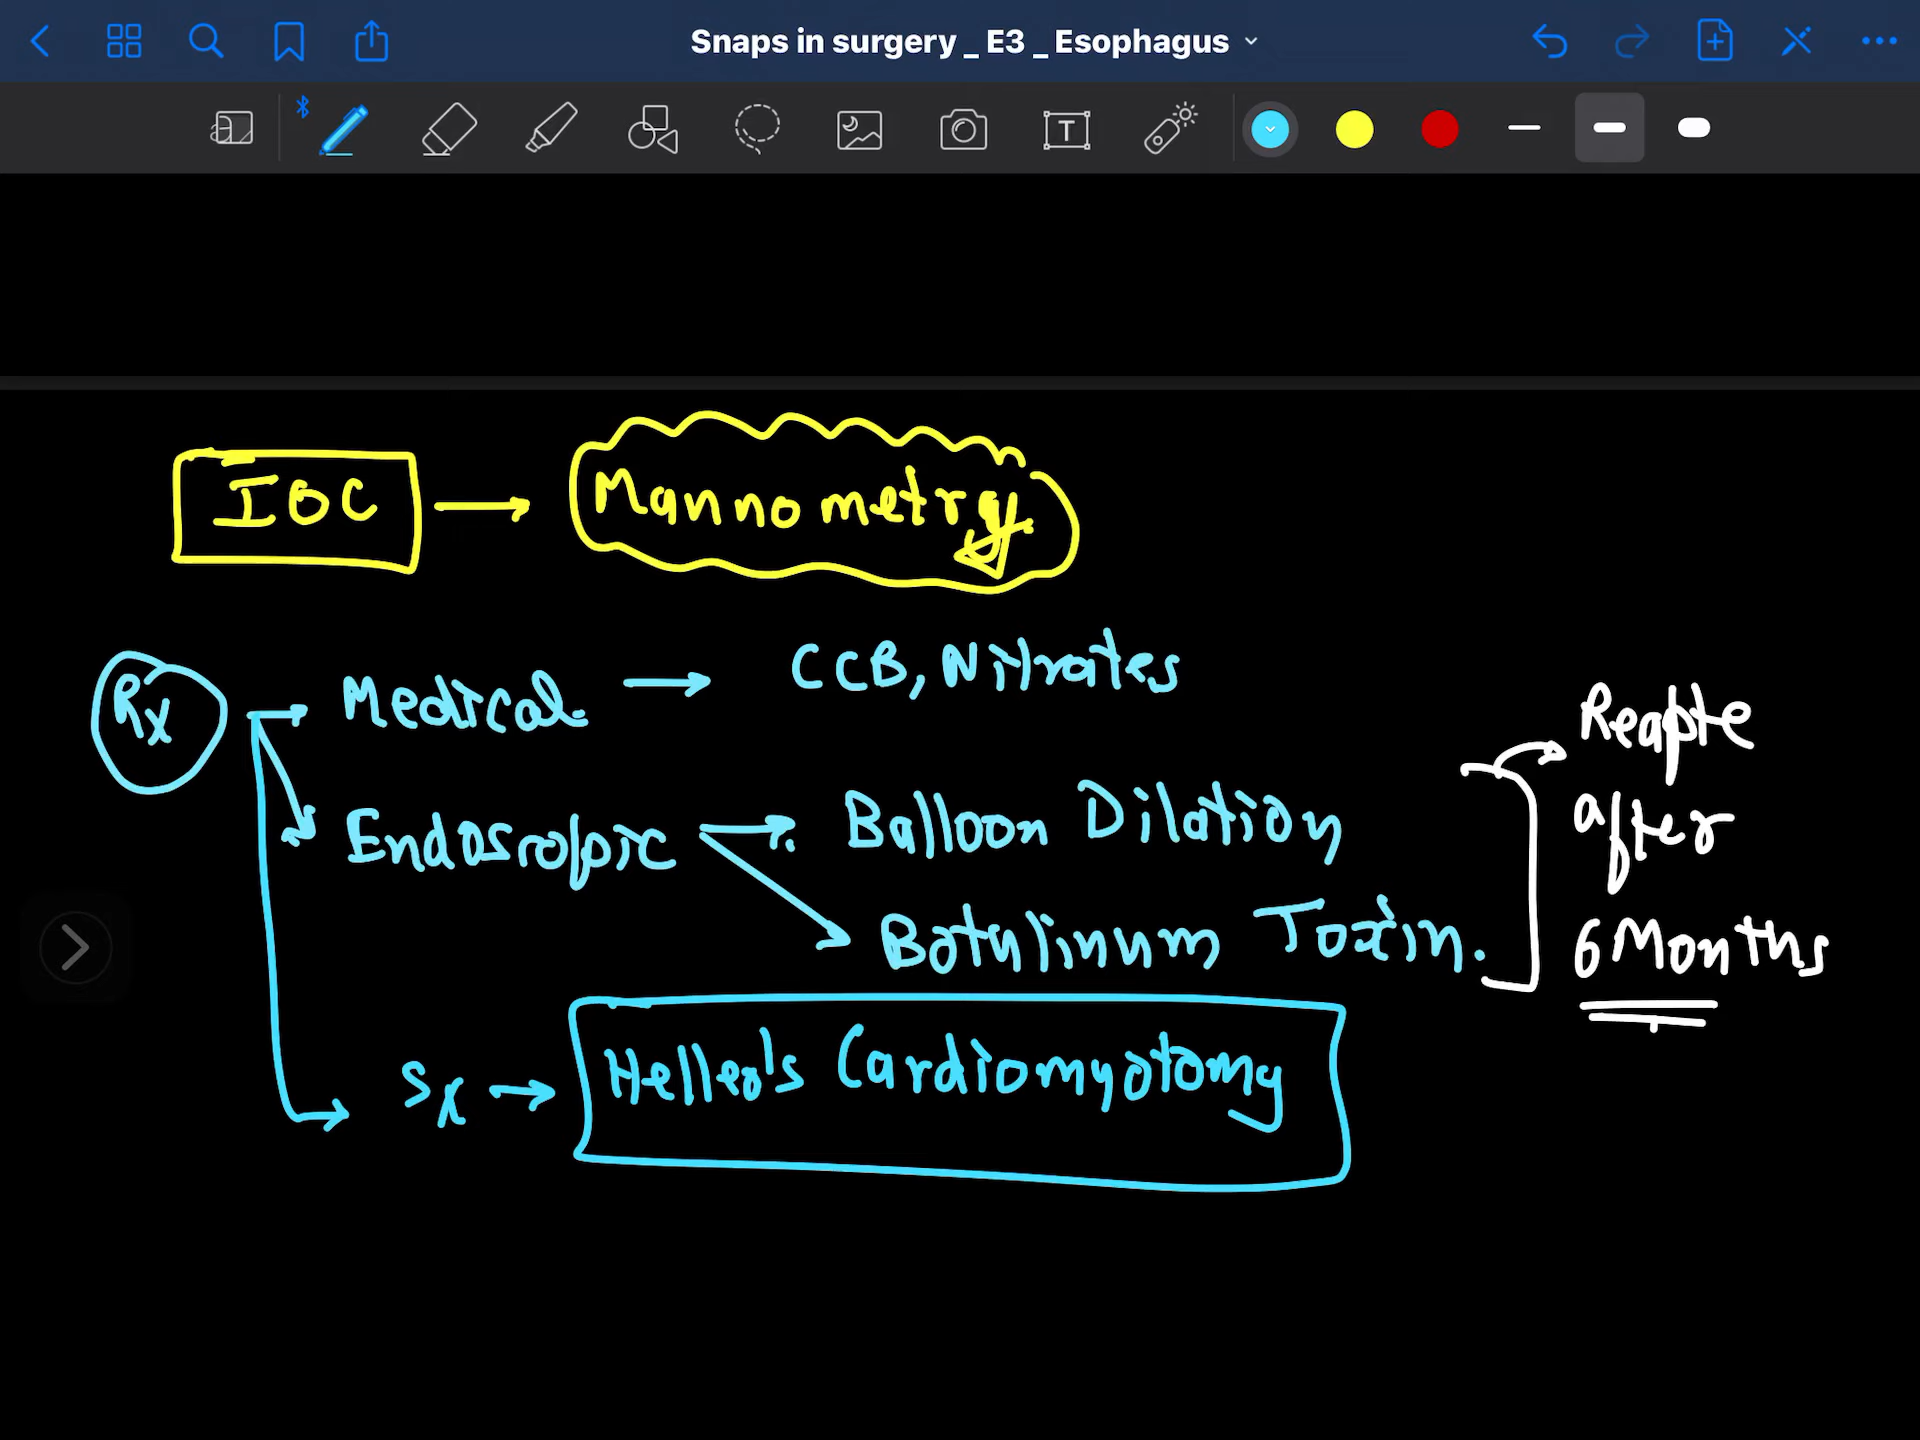 Snaps in surgery _ E3 _ Esophagus
T
IOC → Mannometry
Rx
Medical → CCB, Nitrates
Endoscopic → Balloon Dilation
Botulinum Toxin.
Reapte
after
6 Months
Sx → Heller's Cardiomyotomy